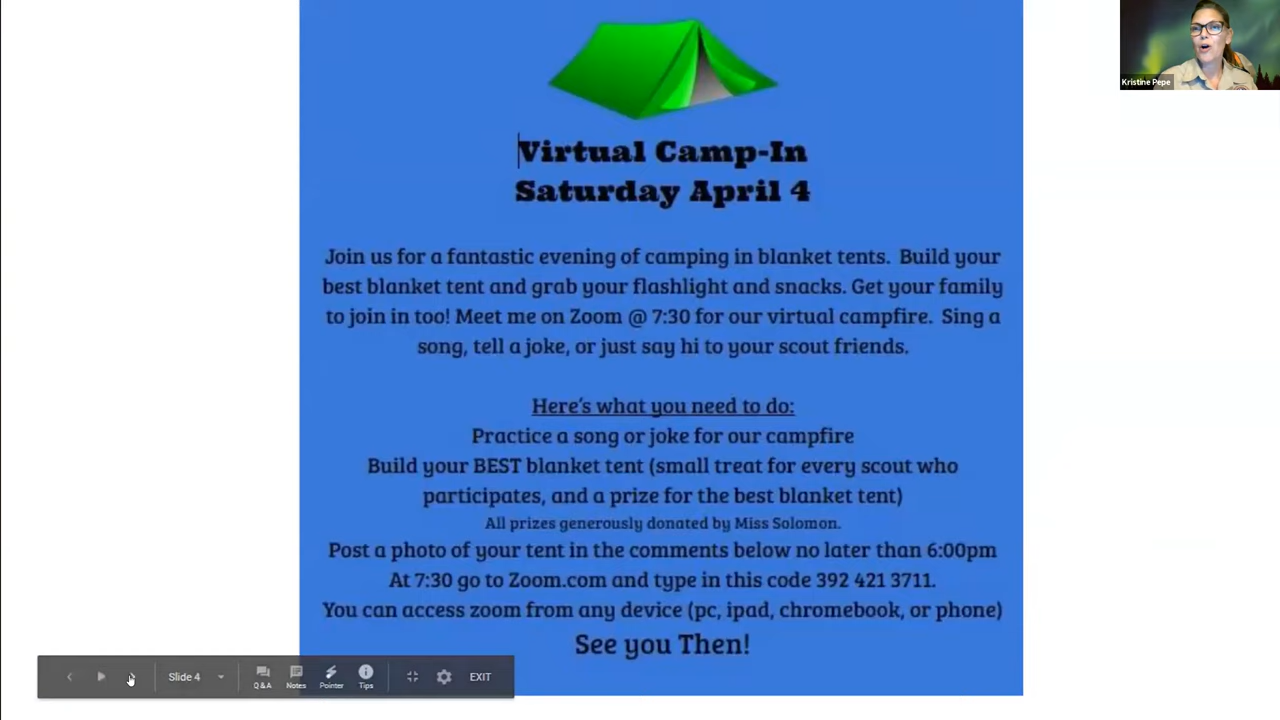 Kristine Pepe
Virtual Camp-In
Saturday April 4
Join us for a fantastic evening of camping in blanket tents. Build your
best blanket tent and grab your flashlight and snacks. Get your family
to join in too! Meet me on Zoom @ 7:30 for our virtual campfire. Sing a
song, tell a joke, or just say hi to your scout friends.
Here's what you need to do:
Practice a song or joke for our campfire
Build your BEST blanket tent (small treat for every scout who
participates, and a prize for the best blanket tent)
All prizes generously donated by Miss Solomon.
Post a photo of your tent in the comments below no later than 6:00pm
At 7:30 go to Zoom.com and type in this code 392 421 3711.
You can access zoom from any device (pc, ipad, chromebook, or phone)
See you Then!
Slide 4
Q&A
Notes
Pointer
Tips
EXIT